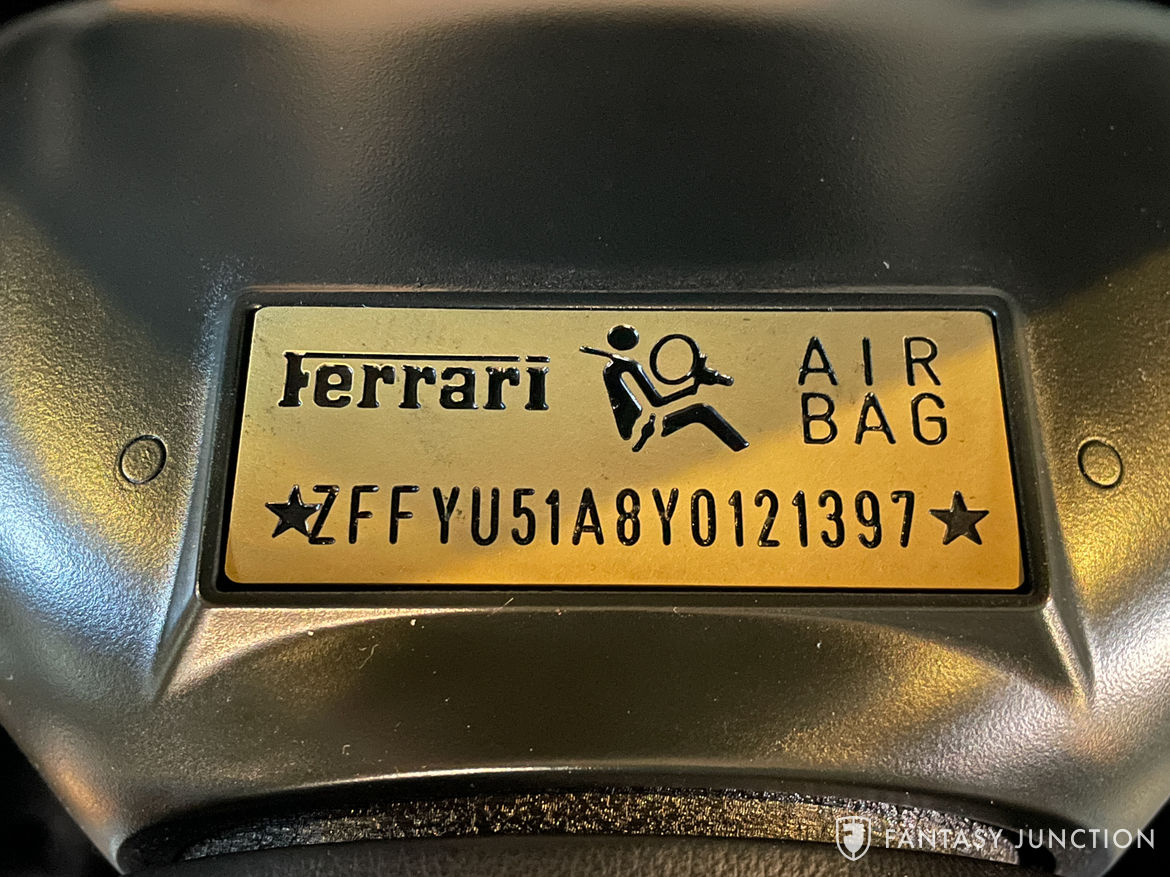 Ferrari
AIR
BAG
★ZFFYU51A8Y0121397★
FANTASY JUNCTION